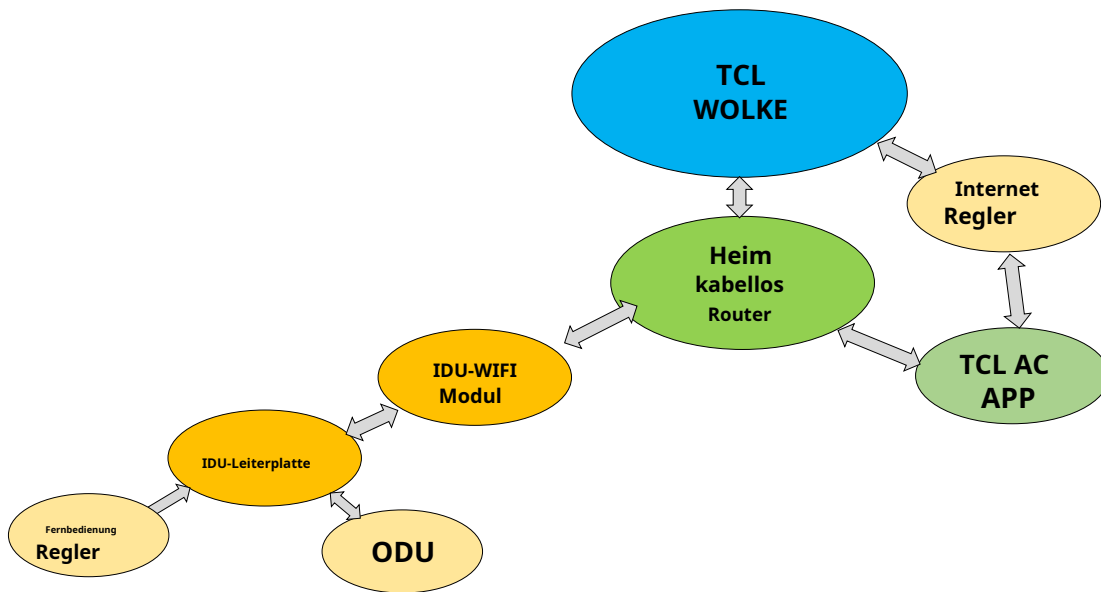 TCL
WOLKE
Internet
Regler
Heim
kabellos
Router
IDU-WIFI
Modul
TCL AC
APP
IDU-Leiterplatte
Fernbedienung
Regler
ODU